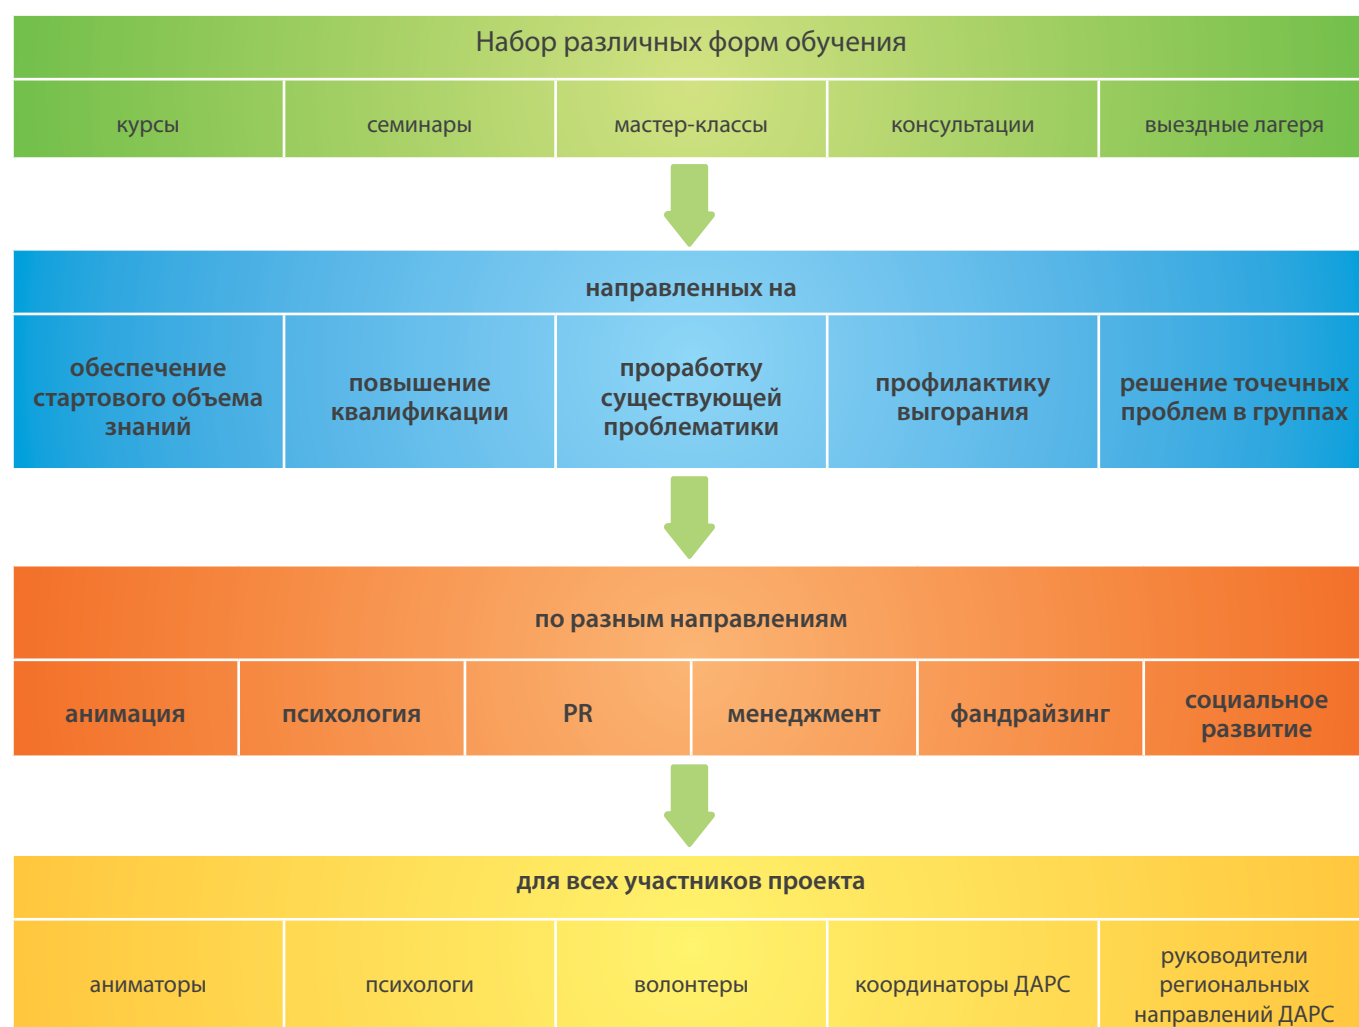 Набор различных форм обучения
курсы
семинары
мастер-классы
консультации
выездные лагеря
направленных на
обеспечение
стартового объема
знаний
повышение
квалификации
проработку
существующей
проблематики
профилактику
выгорания
решение точечных
проблем в группах
по разным направлениям
анимация
психология
PR
менеджмент
фандрайзинг
социальное
развитие
для всех участников проекта
аниматоры
психологи
волонтеры
координаторы ДАРС
руководители
региональных
направлений ДАРС